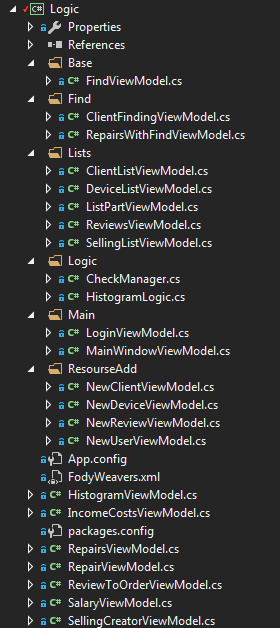 Logic
Properties
References
Base
FindViewModel.cs
Find
ClientFindingViewModel.cs
RepairsWithFindViewModel.cs
Lists
ClientListViewModel.cs
DeviceListViewModel.cs
ListPartViewModel.cs
ReviewsViewModel.cs
SellingListViewModel.cs
Logic
CheckManager.cs
HistogramLogic.cs
Main
LoginViewModel.cs
MainWindowViewModel.cs
ResourseAdd
NewClientViewModel.cs
NewDeviceViewModel.cs
NewReviewViewModel.cs
NewUserViewModel.cs
App.config
FodyWeavers.xml
HistogramViewModel.cs
IncomeCostsViewModel.cs
packages.config
RepairsViewModel.cs
RepairViewModel.cs
ReviewToOrderViewModel.cs
SalaryViewModel.cs
SellingCreatorViewModel.cs